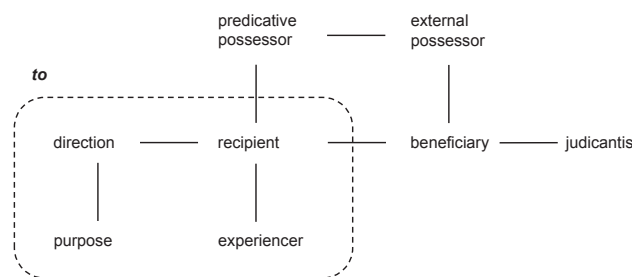 predicative
possessor
external
possessor
to
direction
recipient
beneficiary
judicantis
purpose
experiencer